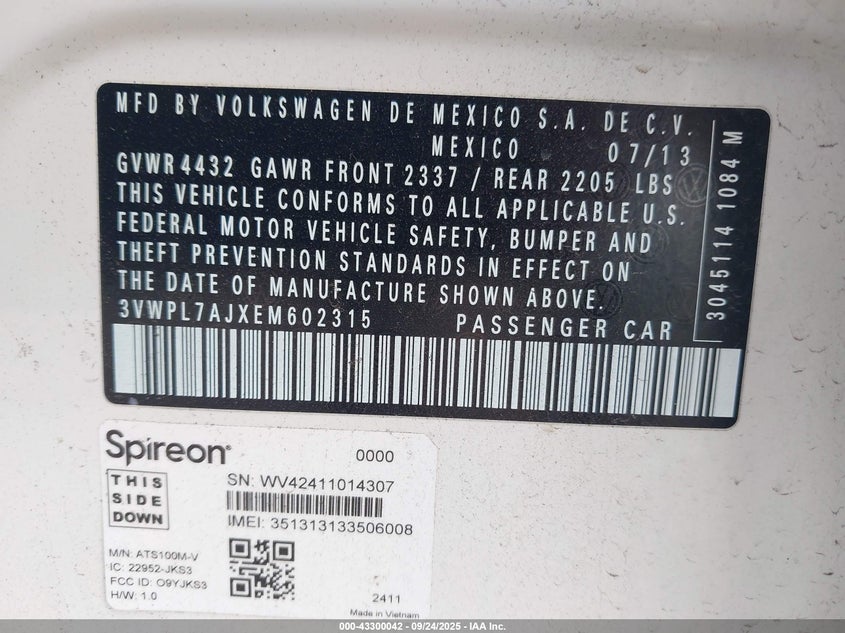 MFD BY VOLKSWAGEN DE MEXICO S.A. DE C.V.
MEXICO 07/13
GVWR 4432 GAWR FRONT 2337 / REAR 2205 LBS
THIS VEHICLE CONFORMS TO ALL APPLICABLE U.S.
FEDERAL MOTOR VEHICLE SAFETY, BUMPER AND
THEFT PREVENTION STANDARDS IN EFFECT ON
THE DATE OF MANUFACTURE SHOWN ABOVE.
3VWPL7AJXEM602315 PASSENGER CAR
3045114 1084 M
Spireon®
0000
THIS
SIDE
DOWN
SN: WV42411014307
IMEI: 351313133506008
M/N: ATS100M-V
IC: 22952-JKS3
FCC ID: O9YJKS3
H/W: 1.0
2411
Made in Vietnam
000-43300042 - 09/24/2025 - IAA Inc.